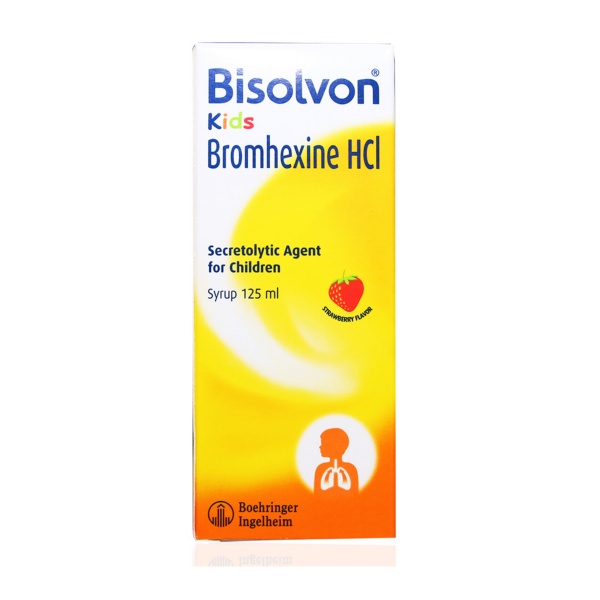 Bisolvon®
Kids
Bromhexine HCl
Secretolytic Agent
for Children
Syrup 125 ml
STRAWBERRY FLAVOR
Boehringer
Ingelheim